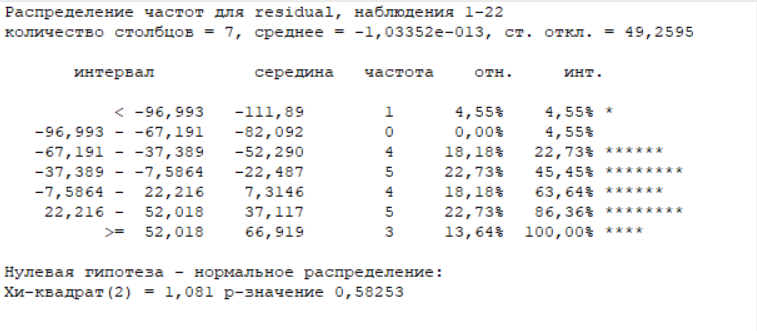 Распределение частот для residual, наблюдения 1-22
количество столбцов = 7, среднее = -1,03352e-013, ст. откл. = 49,2595
интервал середина частота отн. инт.
< -96,993 -111,89 1 4,55% 4,55% *
-96,993 - -67,191 -82,092 0 0,00% 4,55%
-67,191 - -37,389 -52,290 4 18,18% 22,73% ******
-37,389 - -7,5864 -22,487 5 22,73% 45,45% ********
-7,5864 - 22,216 7,3146 4 18,18% 63,64% ******
22,216 - 52,018 37,117 5 22,73% 86,36% ********
>= 52,018 66,919 3 13,64% 100,00% ****
Нулевая гипотеза - нормальное распределение:
Хи-квадрат(2) = 1,081 р-значение 0,58253